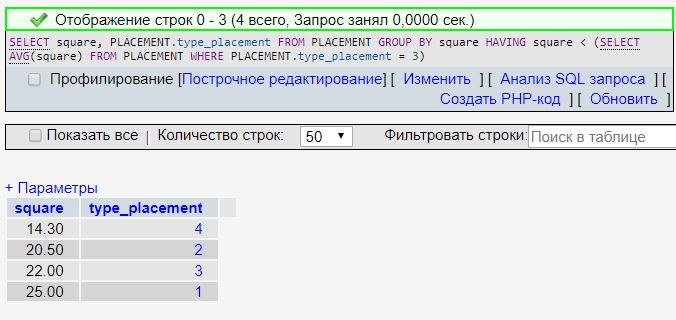 Отображение строк 0 - 3 (4 всего, Запрос занял 0,0000 сек.)
SELECT square, PLACEMENT.type_placement FROM PLACEMENT GROUP BY square HAVING square < (SELECT
AVG(square) FROM PLACEMENT WHERE PLACEMENT.type_placement = 3)
Профилирование [Построчное редактирование] [ Изменить ] [ Анализ SQL запроса ] [
Создать PHP-код ] [ Обновить ]
Показать все | Количество строк: 50 Фильтровать строки: Поиск в таблице
+ Параметры
square type_placement
14.30 4
20.50 2
22.00 3
25.00 1